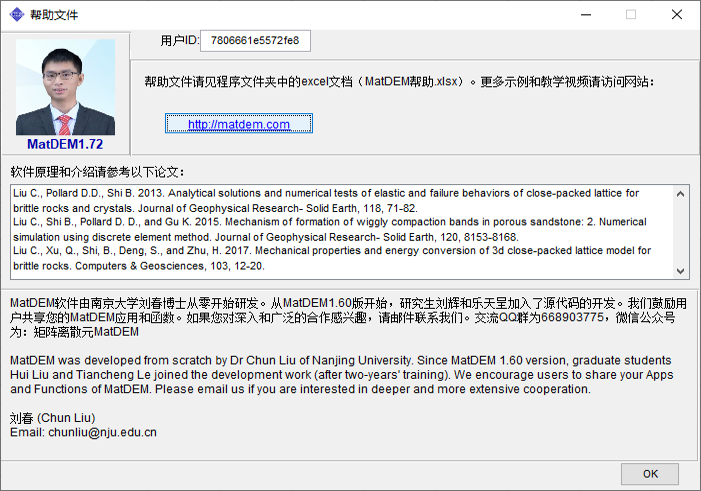 帮助文件
用户ID:
7806661e5572fe8
帮助文件请见程序文件夹中的excel文档（MatDEM帮助.xlsx）。更多示例和教学视频请访问网站：
http://matdem.com
MatDEM1.72
软件原理和介绍请参考以下论文：
Liu C., Pollard D.D., Shi B. 2013. Analytical solutions and numerical tests of elastic and failure behaviors of close-packed lattice for
brittle rocks and crystals. Journal of Geophysical Research- Solid Earth, 118, 71-82.
Liu C., Shi B., Pollard D. D., and Gu K. 2015. Mechanism of formation of wiggly compaction bands in porous sandstone: 2. Numerical
simulation using discrete element method. Journal of Geophysical Research- Solid Earth, 120, 8153-8168.
Liu C., Xu, Q., Shi, B., Deng, S., and Zhu, H. 2017. Mechanical properties and energy conversion of 3d close-packed lattice model for
brittle rocks. Computers & Geosciences, 103, 12-20.
MatDEM软件由南京大学刘春博士从零开始研发。从MatDEM1.60版开始，研究生刘辉和乐天呈加入了源代码的开发。我们鼓励用
户共享您的MatDEM应用和函数。如果您对深入和广泛的合作感兴趣，请邮件联系我们。交流QQ群为668903775，微信公众号
为：矩阵离散元MatDEM
MatDEM was developed from scratch by Dr Chun Liu of Nanjing University. Since MatDEM 1.60 version, graduate students
Hui Liu and Tiancheng Le joined the development work (after two-years' training). We encourage users to share your Apps
and Functions of MatDEM. Please email us if you are interested in deeper and more extensive cooperation.
刘春 (Chun Liu)
Email: chunliu@nju.edu.cn
OK